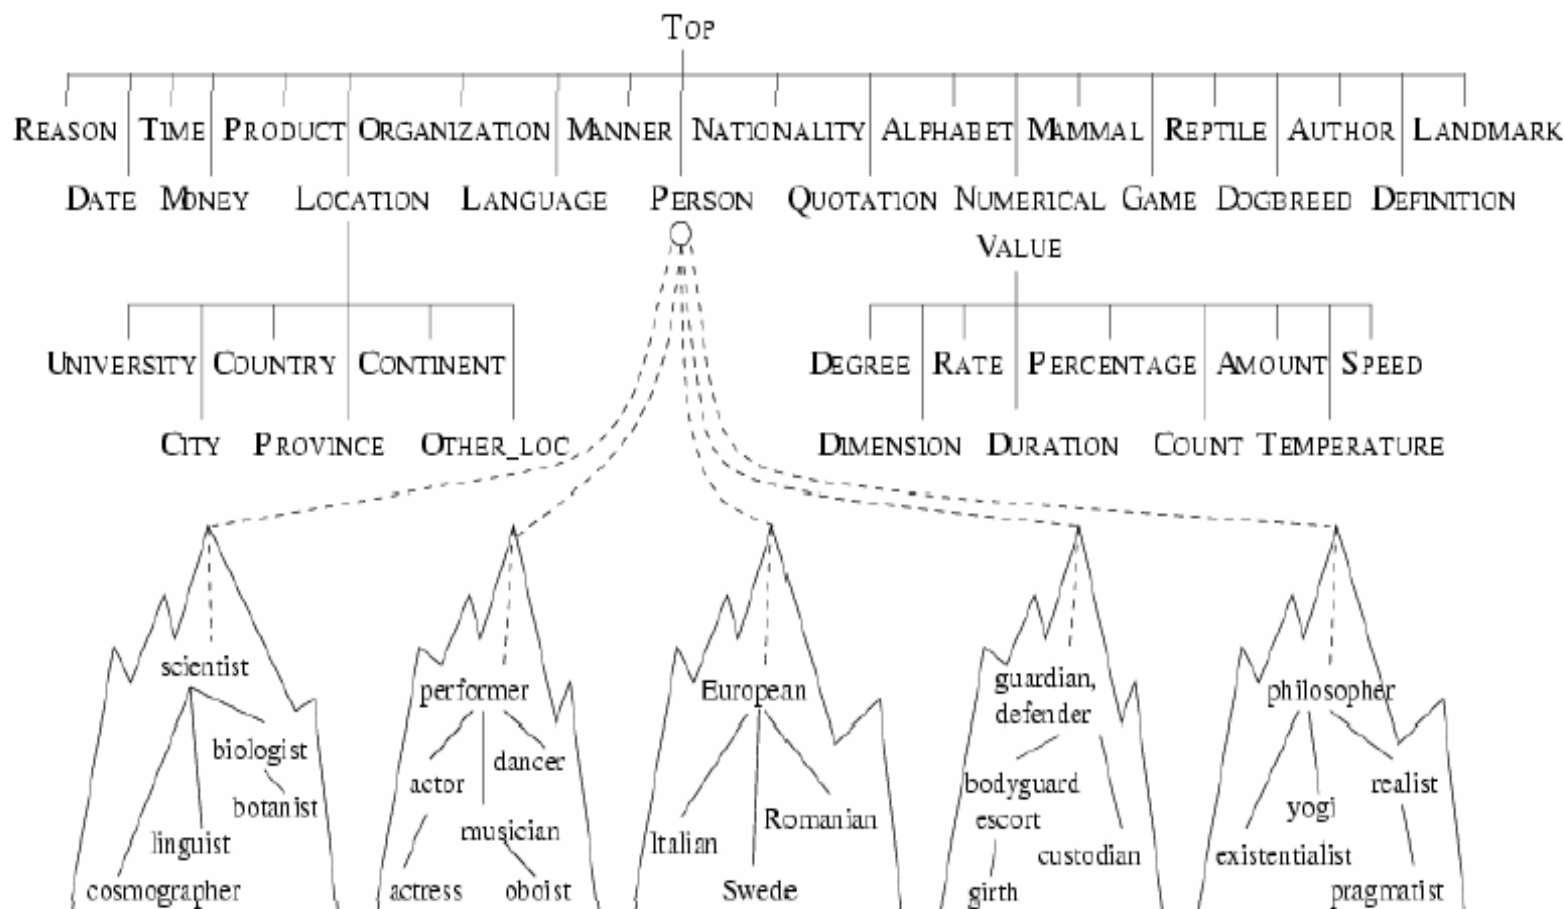 TOP
REASON TIME PRODUCT ORGANIZATION MANNER NATIONALITY ALPHABET MAMMAL REPTILE AUTHOR LANDMARK
DATE MONEY LOCATION LANGUAGE PERSON QUOTATION NUMERICAL GAME DOGBREED DEFINITION
VALUE
UNIVERSITY COUNTRY CONTINENT DEGREE RATE PERCENTAGE AMOUNT SPEED
CITY PROVINCE OTHER_LOC DIMENSION DURATION COUNT TEMPERATURE
scientist
biologist
botanist
linguist
cosmographer
performer
dancer
actor
musician
actress oboist
European
Romanian
Italian
Swede
guardian,
defender
bodyguard
escort
custodian
girth
philosopher
realist
yogi
existentialist
pragmatist